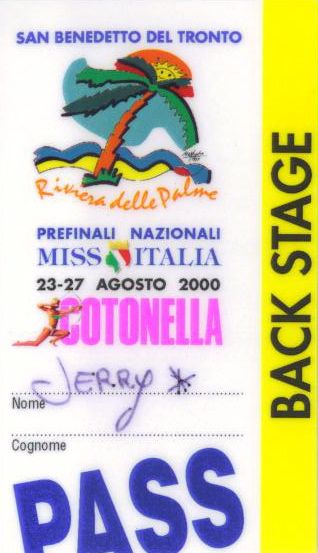 SAN BENEDETTO DEL TRONTO
Riviera delle Palme
PREFINALI NAZIONALI
MISS ITALIA
23-27 AGOSTO 2000
COTONELLA
JERRY *
Nome
Cognome
PASS
BACK STAGE